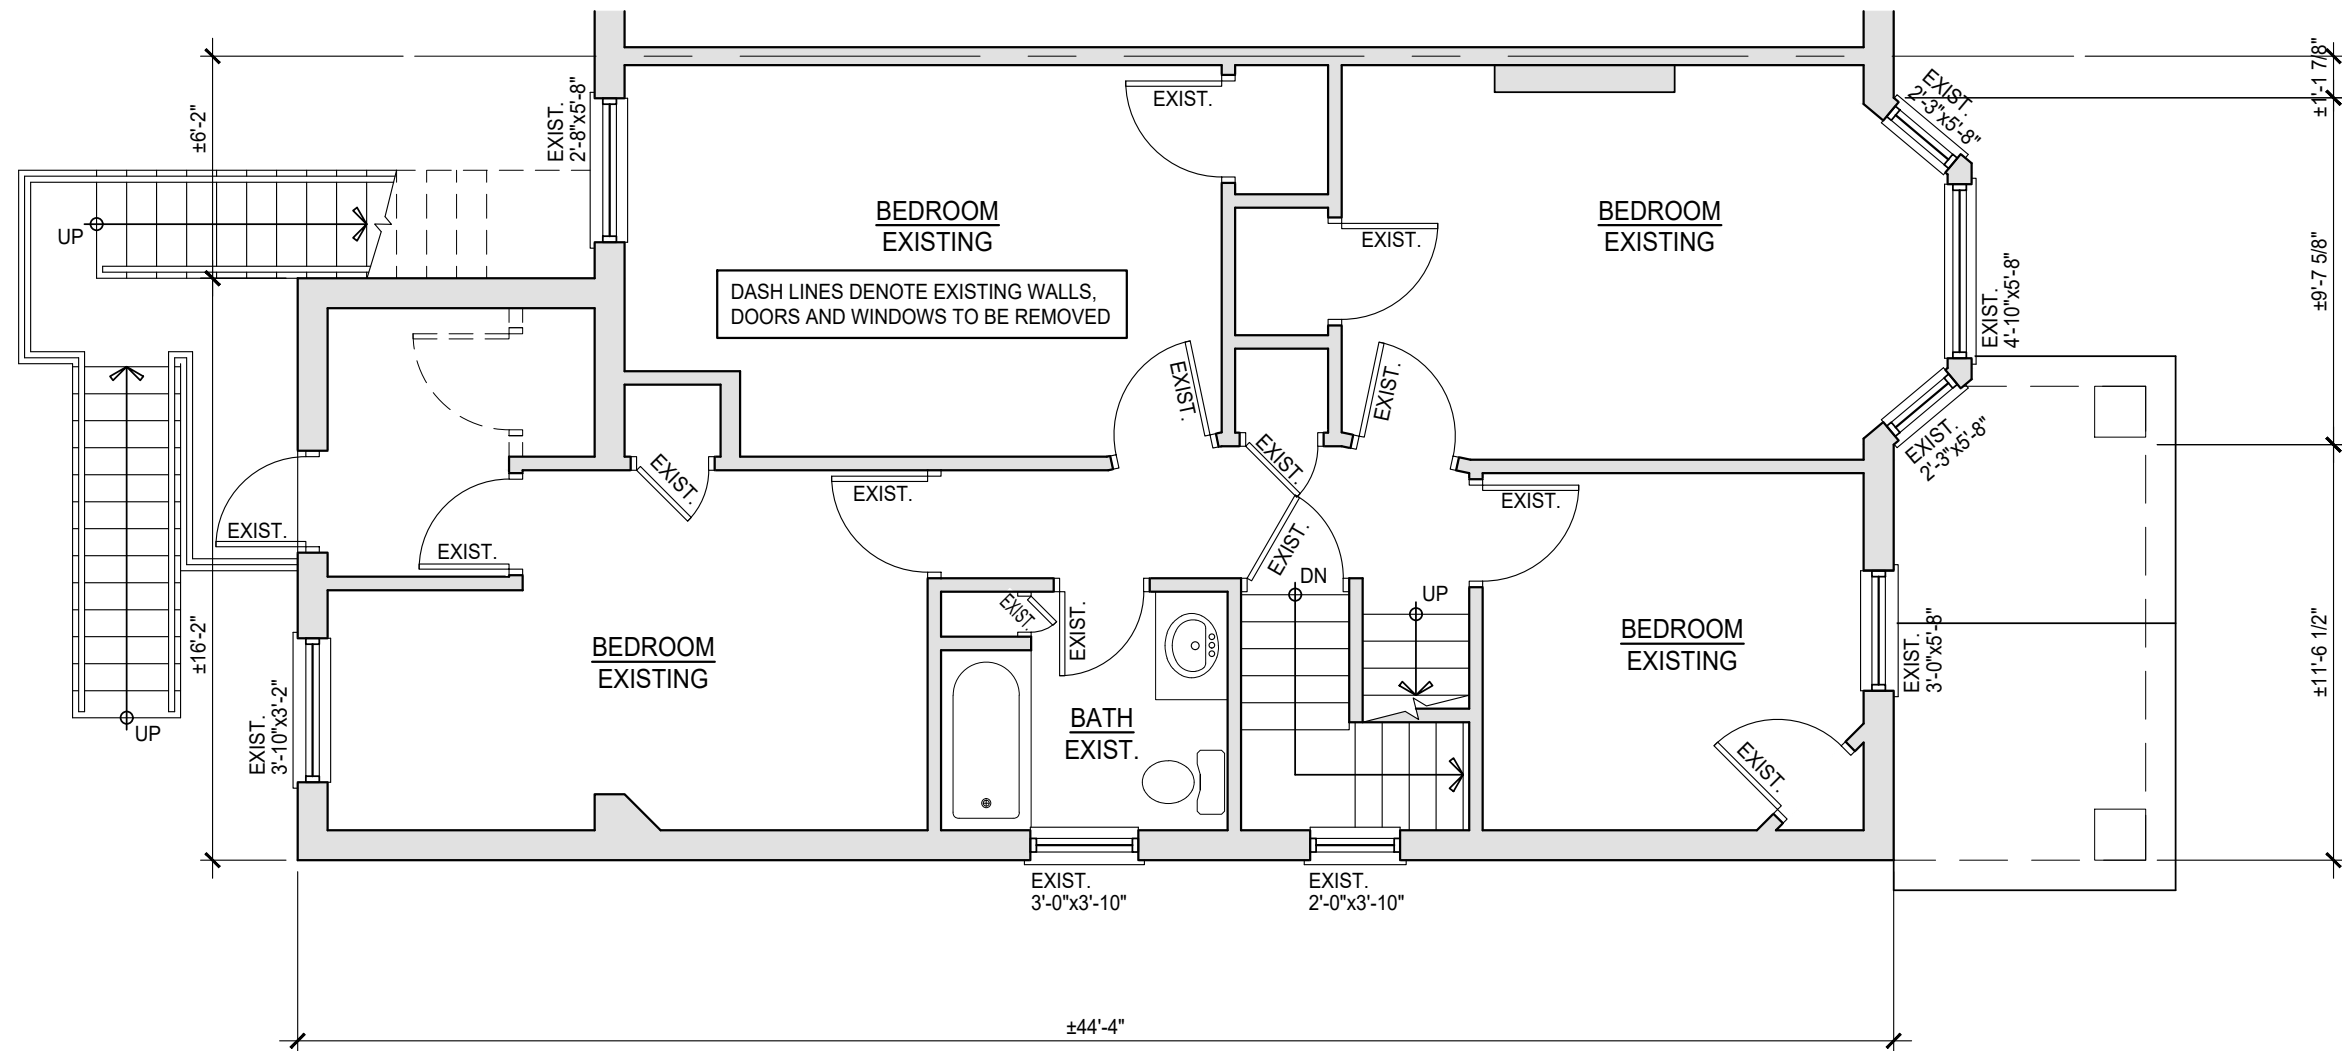 ±6'-2"
EXIST.
2'-8"x5'-8"
EXIST.
EXIST.
2'-3"x5'-8"
±1'-1 7/8"
UP
BEDROOM
EXISTING
EXIST.
BEDROOM
EXISTING
DASH LINES DENOTE EXISTING WALLS,
DOORS AND WINDOWS TO BE REMOVED
EXIST.
4'-10"x5'-8"
±9'-7 5/8"
EXIST.
EXIST.
EXIST.
2'-3"x5'-8"
EXIST.
EXIST.
EXIST.
EXIST.
EXIST.
EXIST.
EXIST.
DN
UP
EXIST.
EXIST.
±16'-2"
BEDROOM
EXISTING
BEDROOM
EXISTING
EXIST.
3'-0"x5'-8"
±11'-6 1/2"
UP
EXIST.
3'-10"x3'-2"
BATH
EXIST.
EXIST.
EXIST.
3'-0"x3'-10"
EXIST.
2'-0"x3'-10"
±44'-4"